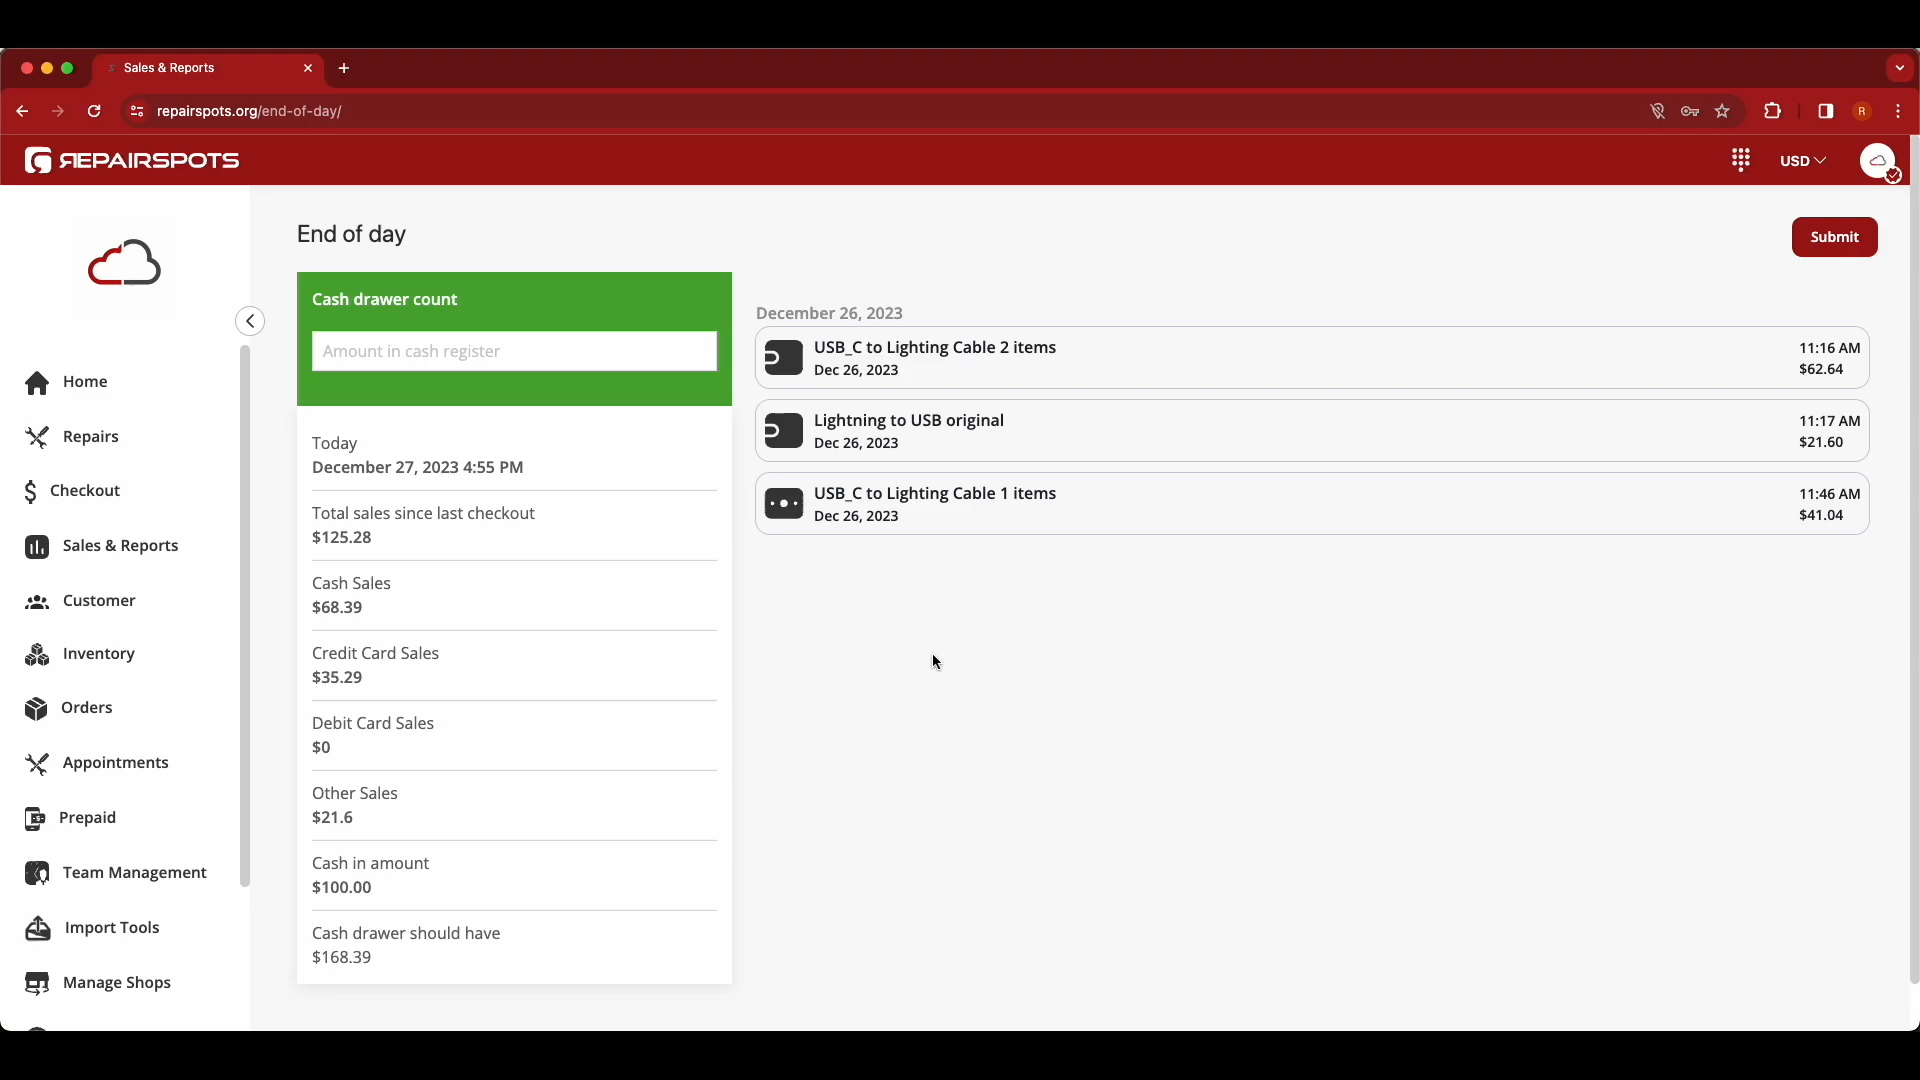 Sales & Reports
repairspots.org/end-of-day/
R
REPAIRSPOTS
USD
End of day
Submit
Cash drawer count
Amount in cash register
Today
December 27, 2023 4:55 PM
Total sales since last checkout
$125.28
Cash Sales
$68.39
Credit Card Sales
$35.29
Debit Card Sales
$0
Other Sales
$21.6
Cash in amount
$100.00
Cash drawer should have
$168.39
December 26, 2023
USB_C to Lighting Cable 2 items
11:16 AM
Dec 26, 2023
$62.64
Lightning to USB original
11:17 AM
Dec 26, 2023
$21.60
USB_C to Lighting Cable 1 items
11:46 AM
Dec 26, 2023
$41.04
Home
Repairs
Checkout
Sales & Reports
Customer
Inventory
Orders
Appointments
Prepaid
Team Management
Import Tools
Manage Shops